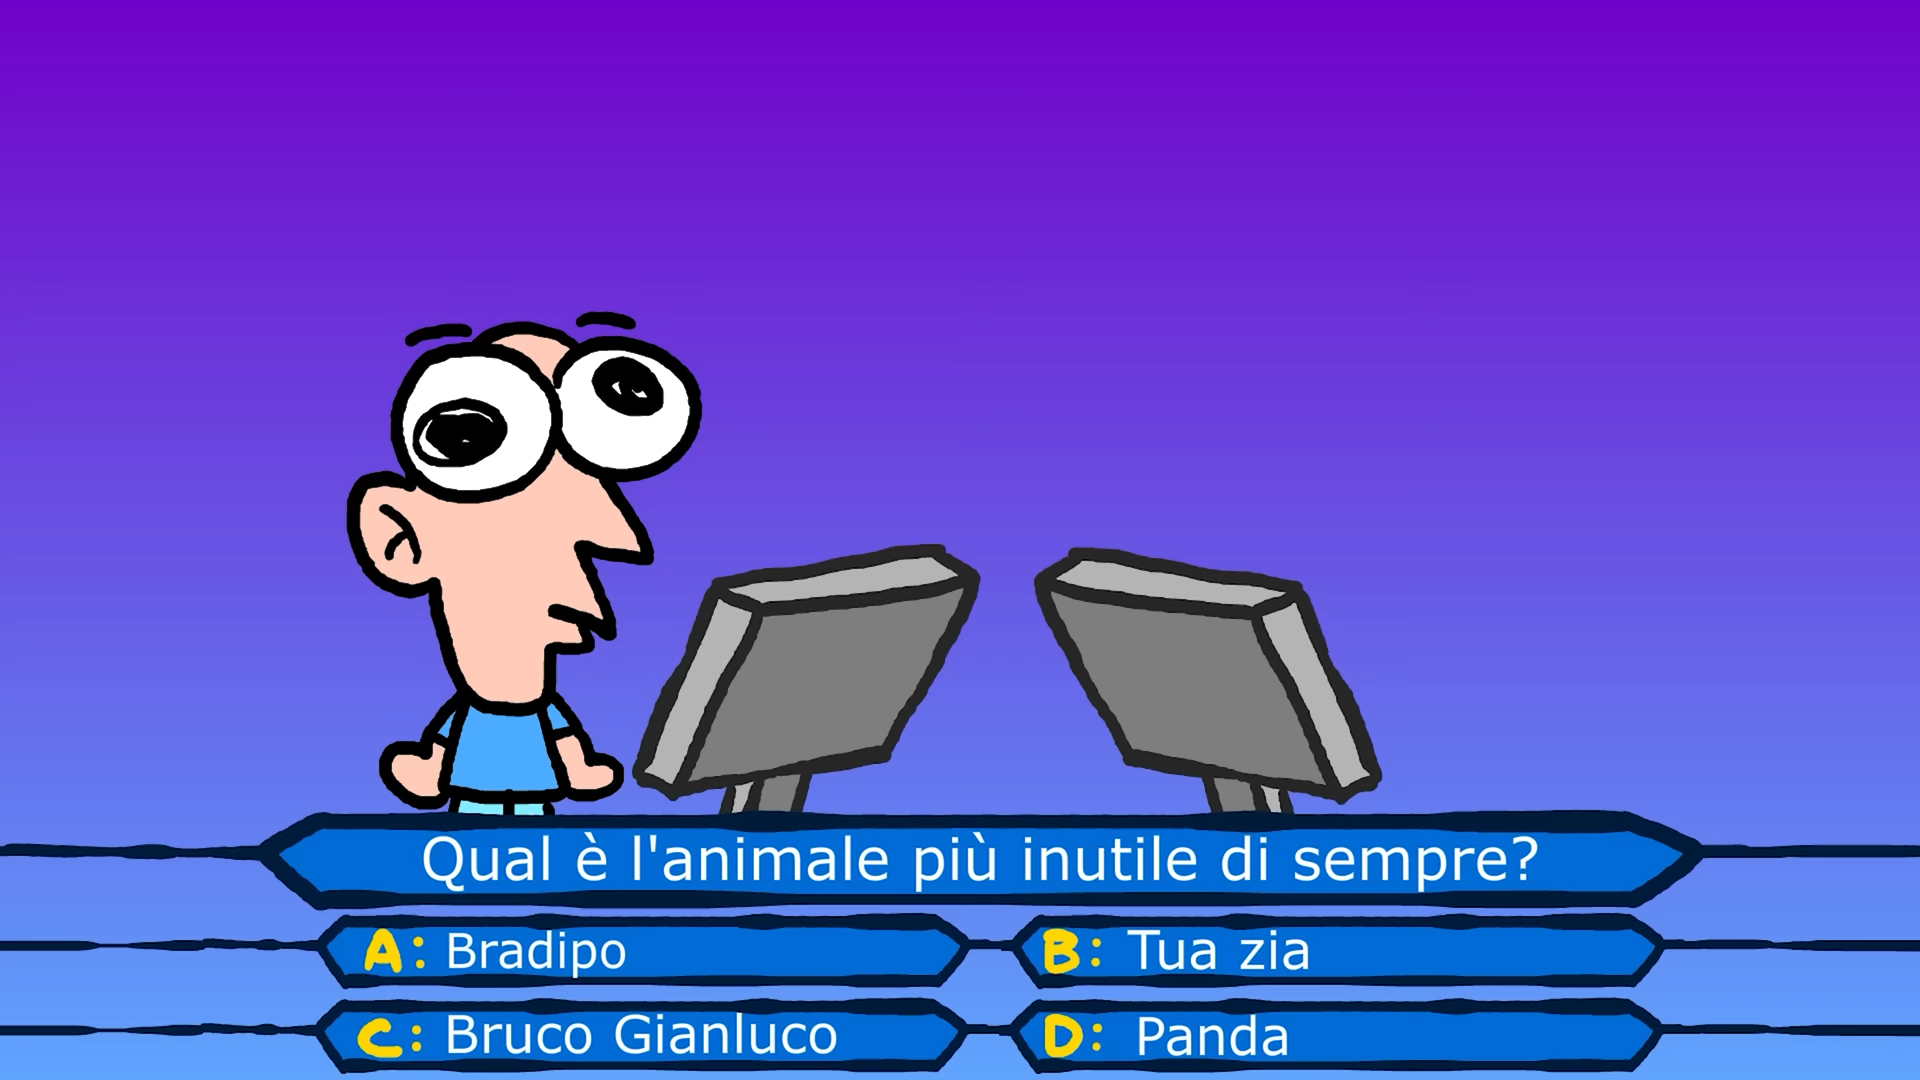 Qual è l'animale più inutile di sempre?
A: Bradipo
B: Tua zia
C: Bruco Gianluco
D: Panda